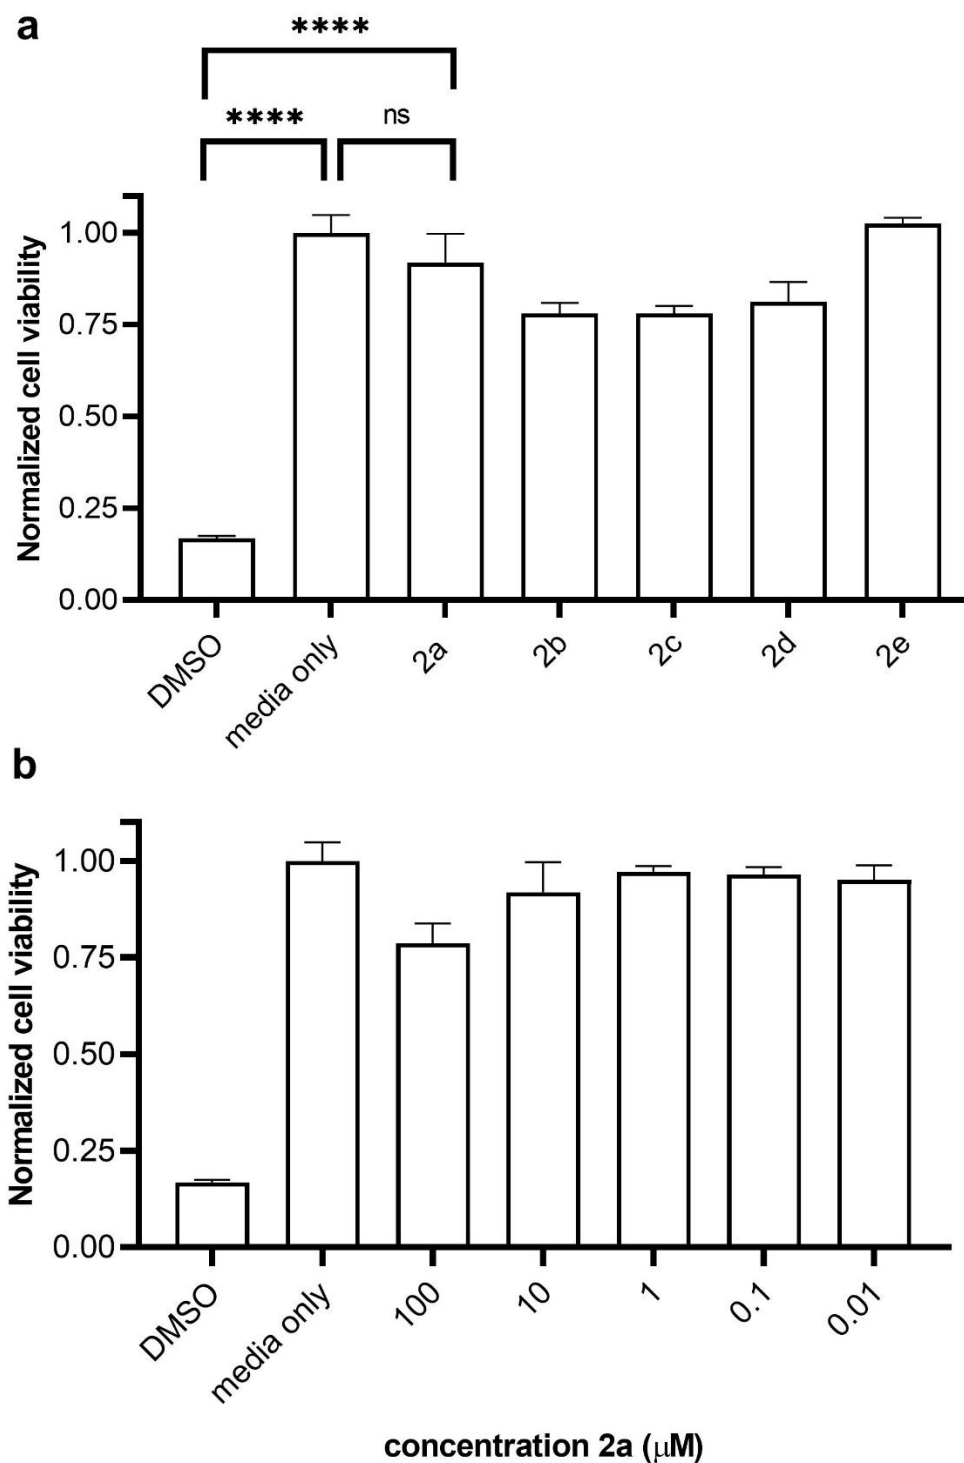 a
****
****
ns
Normalized cell viability
1.00
0.75
0.50
0.25
0.00
DMSO
media only
2a
2b
2c
2d
2e
b
Normalized cell viability
1.00
0.75
0.50
0.25
0.00
DMSO
media only
100
10
1
0.1
0.01
concentration 2a (μM)